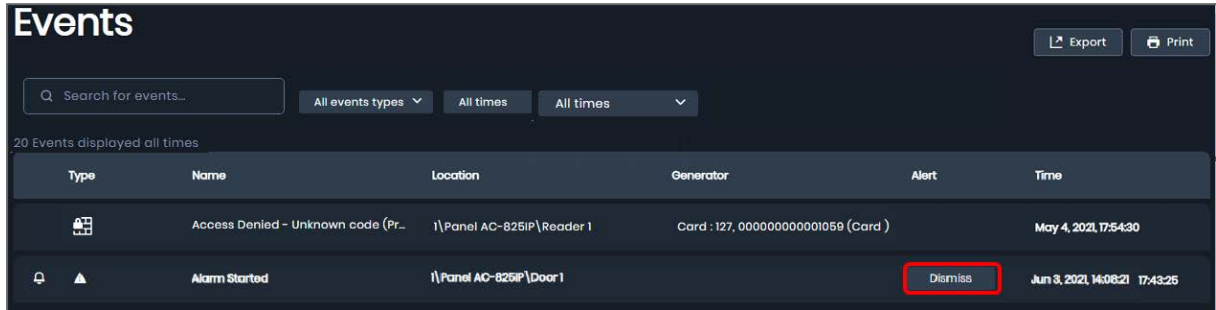 Events
Export Print
Search for events... All events types All times All times
20 Events displayed all times
Type Name Location Generator Alert Time
Access Denied - Unknown code (Pr... 1\Panel AC-825IP\Reader 1 Card : 127, 000000000001059 (Card ) May 4, 2021, 17:54:30
Alarm Started 1\Panel AC-825IP\Door 1 Dismiss Jun 3, 2021, 14:08:21 17:43:25